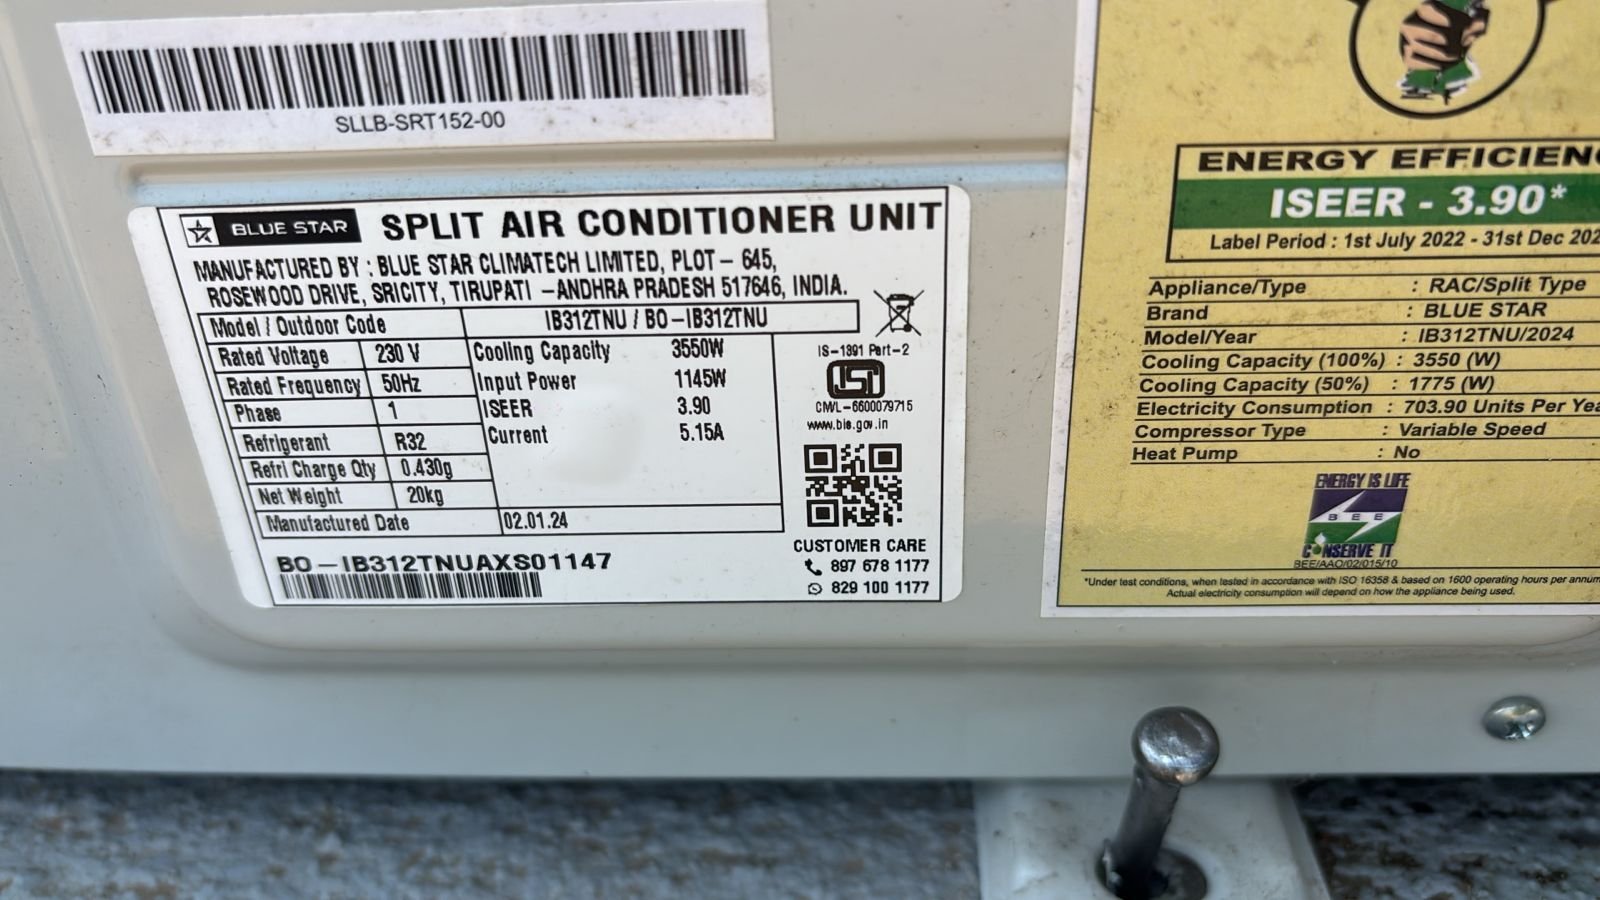 SLLB-SRT152-00
BLUE STAR SPLIT AIR CONDITIONER UNIT
MANUFACTURED BY : BLUE STAR CLIMATECH LIMITED, PLOT - 645,
ROSEWOOD DRIVE, SRICITY, TIRUPATI -ANDHRA PRADESH 517646, INDIA.
Model / Outdoor Code IB312TNU / BO-IB312TNU
Rated Voltage 230 V Cooling Capacity 3550W
Rated Frequency 50Hz Input Power 1145W
Phase 1 ISEER 3.90
Refrigerant R32 Current 5.15A
Refri Charge Qty 0.430g
Net Weight 20kg
Manufactured Date 02.01.24
BO-IB312TNUAXS01147
IS-1391 Part-2
ISI
CM/L-6600079715
www.bis.gov.in
CUSTOMER CARE
897 678 1177
829 100 1177
ENERGY EFFICIEN
ISEER - 3.90*
Label Period : 1st July 2022 - 31st Dec 202
Appliance/Type : RAC/Split Type
Brand : BLUE STAR
Model/Year : IB312TNU/2024
Cooling Capacity (100%) : 3550 (W)
Cooling Capacity (50%) : 1775 (W)
Electricity Consumption : 703.90 Units Per Yea
Compressor Type : Variable Speed
Heat Pump : No
ENERGY IS LIFE
BEE
CONSERVE IT
BEE/AAO/02/015/10
*Under test conditions, when tested in accordance with ISO 16358 & based on 1600 operating hours per annum
Actual electricity consumption will depend on how the appliance being used.